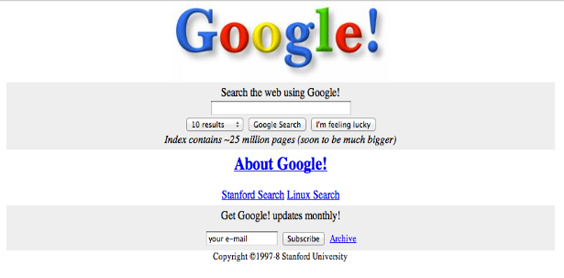 Google!
Search the web using Google!
10 results Google Search I'm feeling lucky
Index contains ~25 million pages (soon to be much bigger)
About Google!
Stanford Search Linux Search
Get Google! updates monthly!
your e-mail Subscribe Archive
Copyright ©1997-8 Stanford University